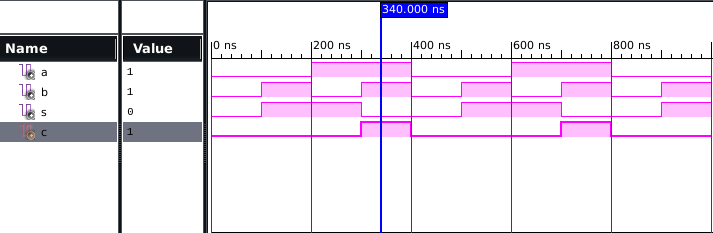 340.000 ns
Name Value
0 ns 200 ns 400 ns 600 ns 800 ns
a 1
b 1
s 0
c 1